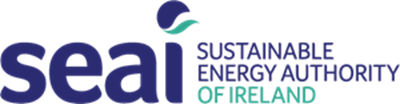 seai
SUSTAINABLE
ENERGY AUTHORITY
OF IRELAND